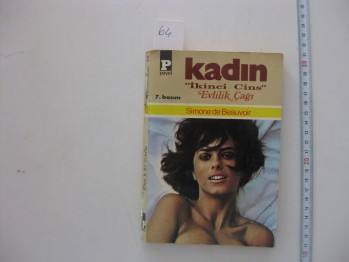 64
P
payel
kadın
"İkinci Cins"
Evlilik Çağı
7. basım
Simone de Beauvoir